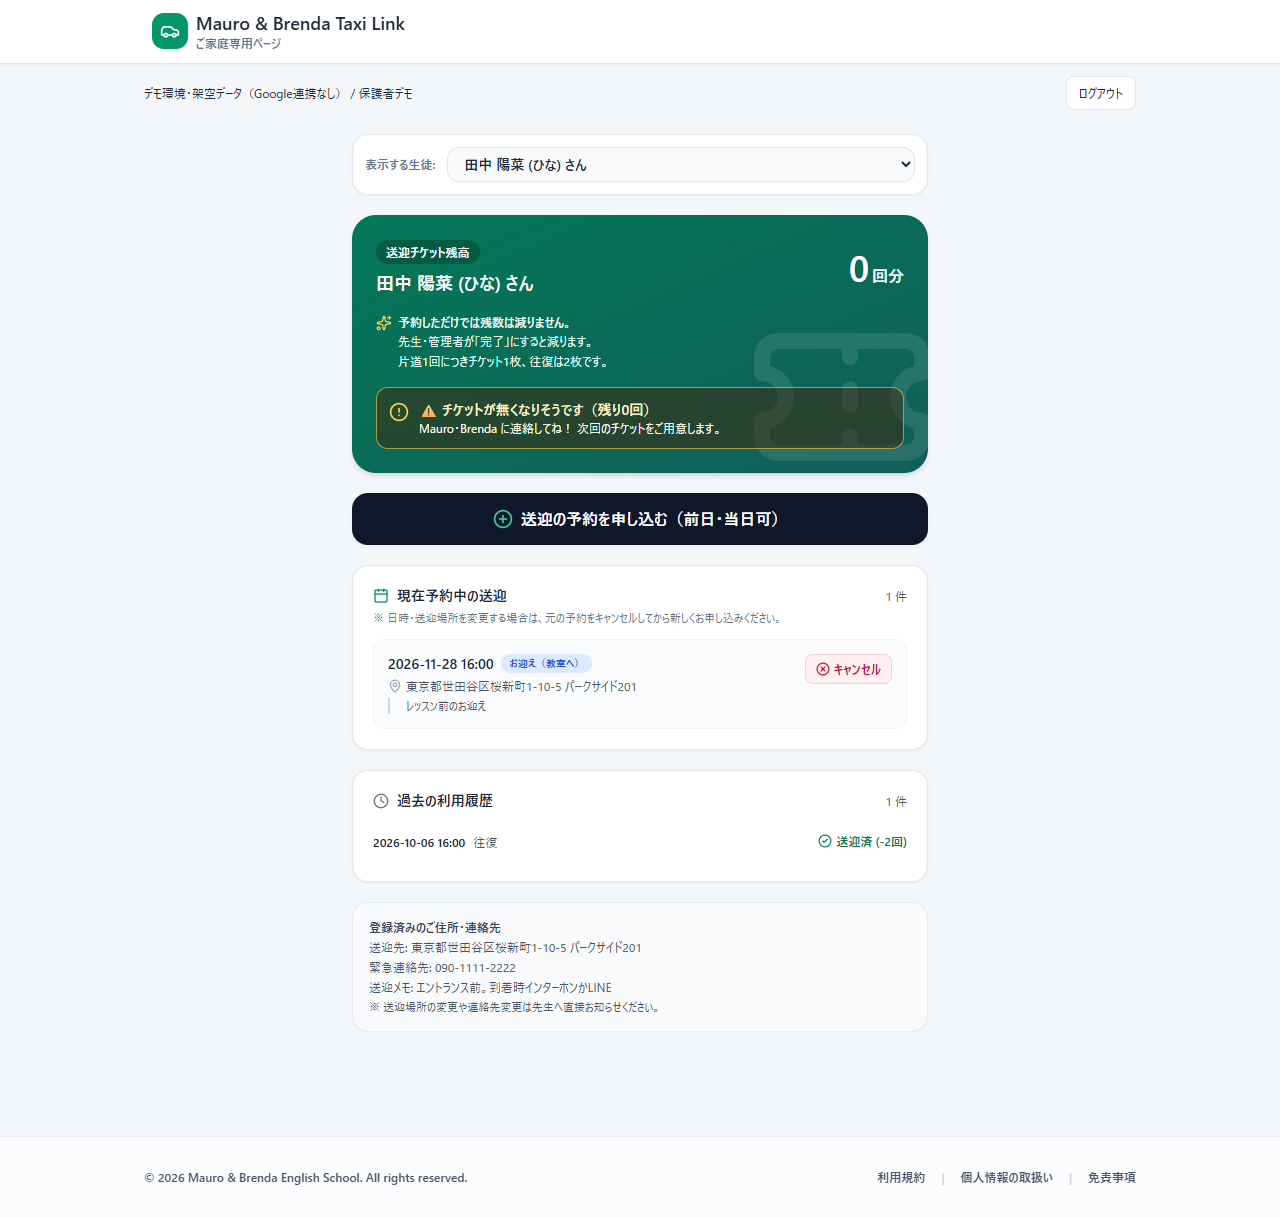 Mauro & Brenda Taxi Link
ご家庭専用ページ
デモ環境・架空データ（Google連携なし） / 保護者デモ
ログアウト
表示する生徒:
田中 陽菜 (ひな) さん
送迎チケット残高
田中 陽菜 (ひな) さん
0 回分
予約しただけでは残数は減りません。
先生・管理者が「完了」にすると減ります。
片道1回につきチケット1枚、往復は2枚です。
⚠ チケットが無くなりそうです（残り0回）
Mauro・Brenda に連絡してね！ 次回のチケットをご用意します。
送迎の予約を申し込む（前日・当日可）
現在予約中の送迎
1 件
※ 日時・送迎場所を変更する場合は、元の予約をキャンセルしてから新しくお申し込みください。
2026-11-28 16:00 お迎え（教室へ）
キャンセル
東京都世田谷区桜新町1-10-5 パークサイド201
レッスン前のお迎え
過去の利用履歴
1 件
2026-10-06 16:00 往復
送迎済 (-2回)
登録済みのご住所・連絡先
送迎先: 東京都世田谷区桜新町1-10-5 パークサイド201
緊急連絡先: 090-1111-2222
送迎メモ: エントランス前。到着時インターホンかLINE
※ 送迎場所の変更や連絡先変更は先生へ直接お知らせください。
© 2026 Mauro & Brenda English School. All rights reserved.
利用規約 | 個人情報の取扱い | 免責事項